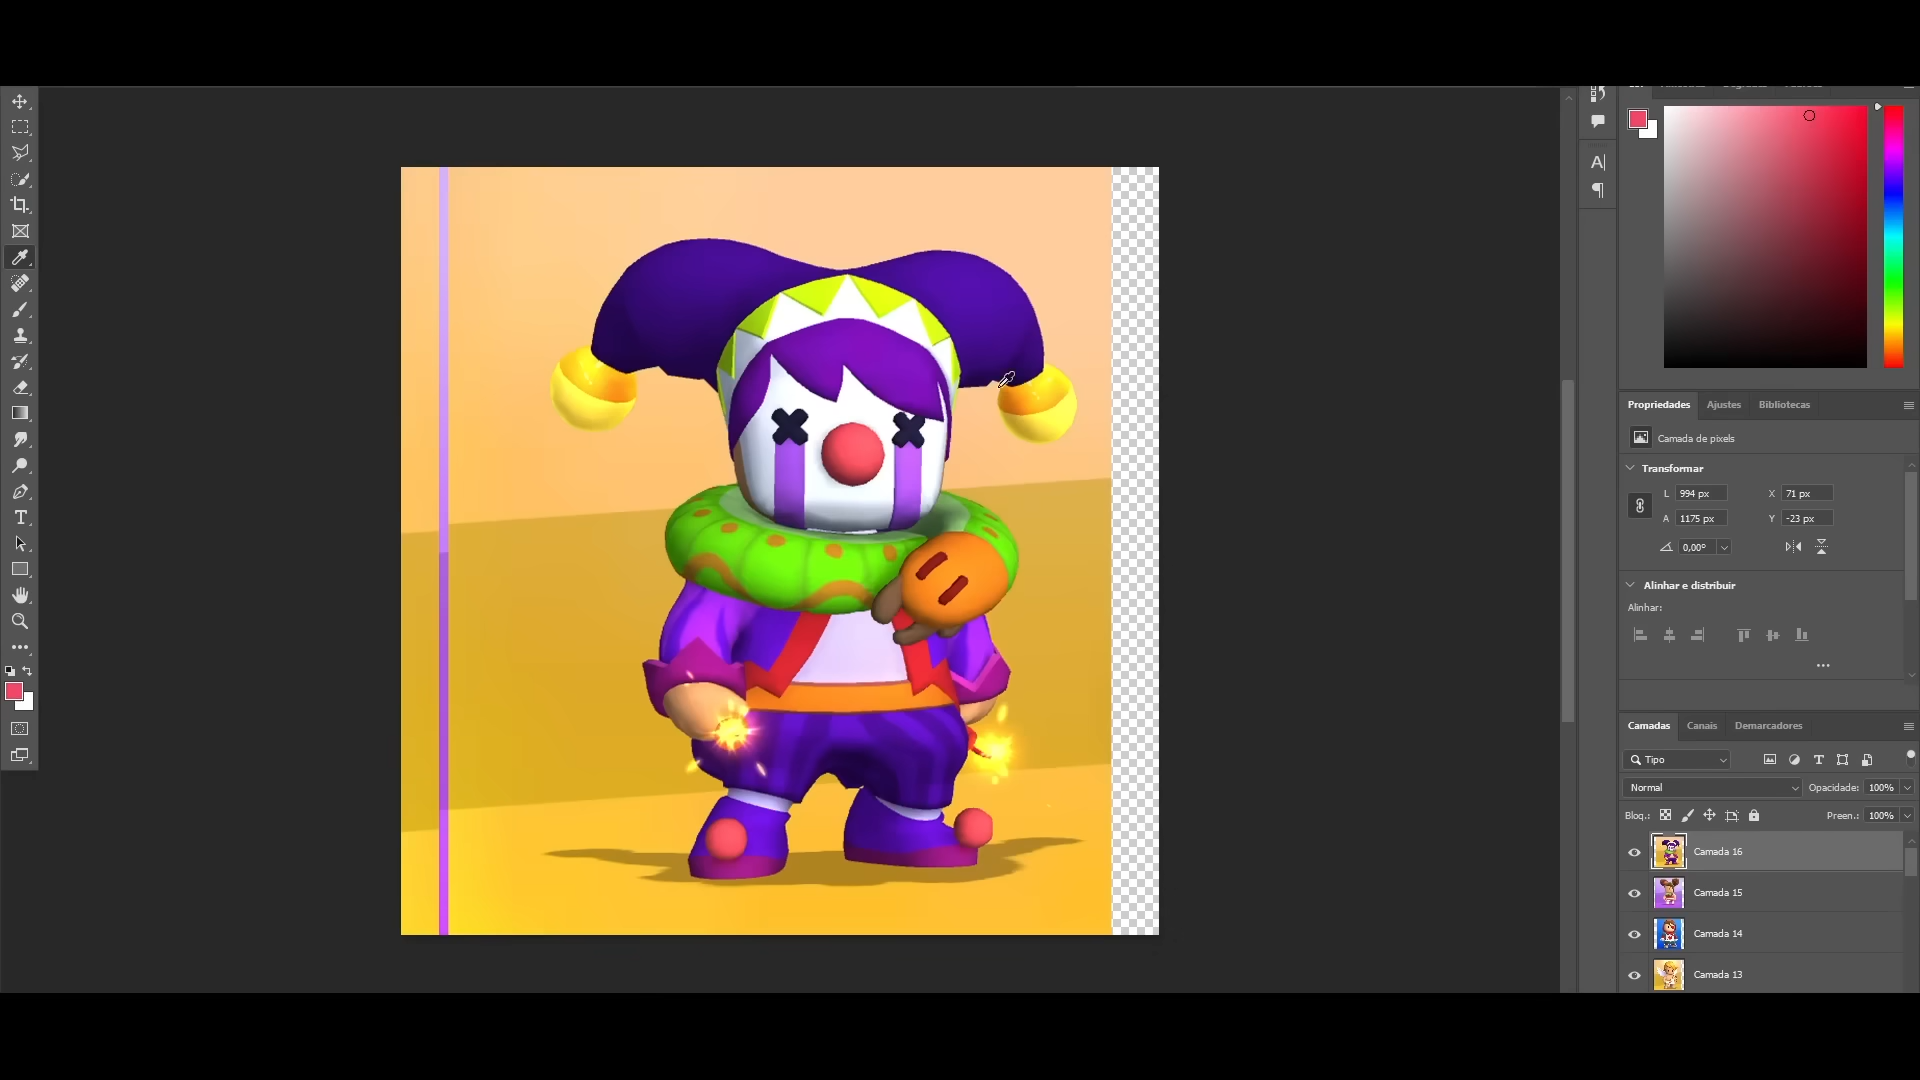 Propriedades Ajustes Bibliotecas
Camada de pixels
Transformar
L 994 px X 71 px
A 1175 px Y -23 px
0,00°
Alinhar e distribuir
Alinhar:
Camadas Canais Demarcadores
Tipo
Normal Opacidade: 100%
Bloq.: Preen.: 100%
Camada 16
Camada 15
Camada 14
Camada 13